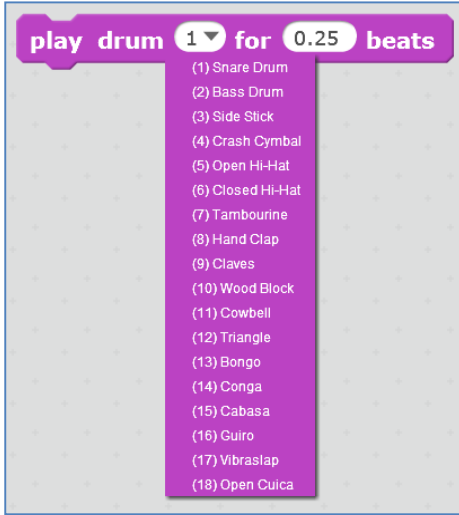 play drum 1 for 0.25 beats
(1) Snare Drum
(2) Bass Drum
(3) Side Stick
(4) Crash Cymbal
(5) Open Hi-Hat
(6) Closed Hi-Hat
(7) Tambourine
(8) Hand Clap
(9) Claves
(10) Wood Block
(11) Cowbell
(12) Triangle
(13) Bongo
(14) Conga
(15) Cabasa
(16) Guiro
(17) Vibraslap
(18) Open Cuica